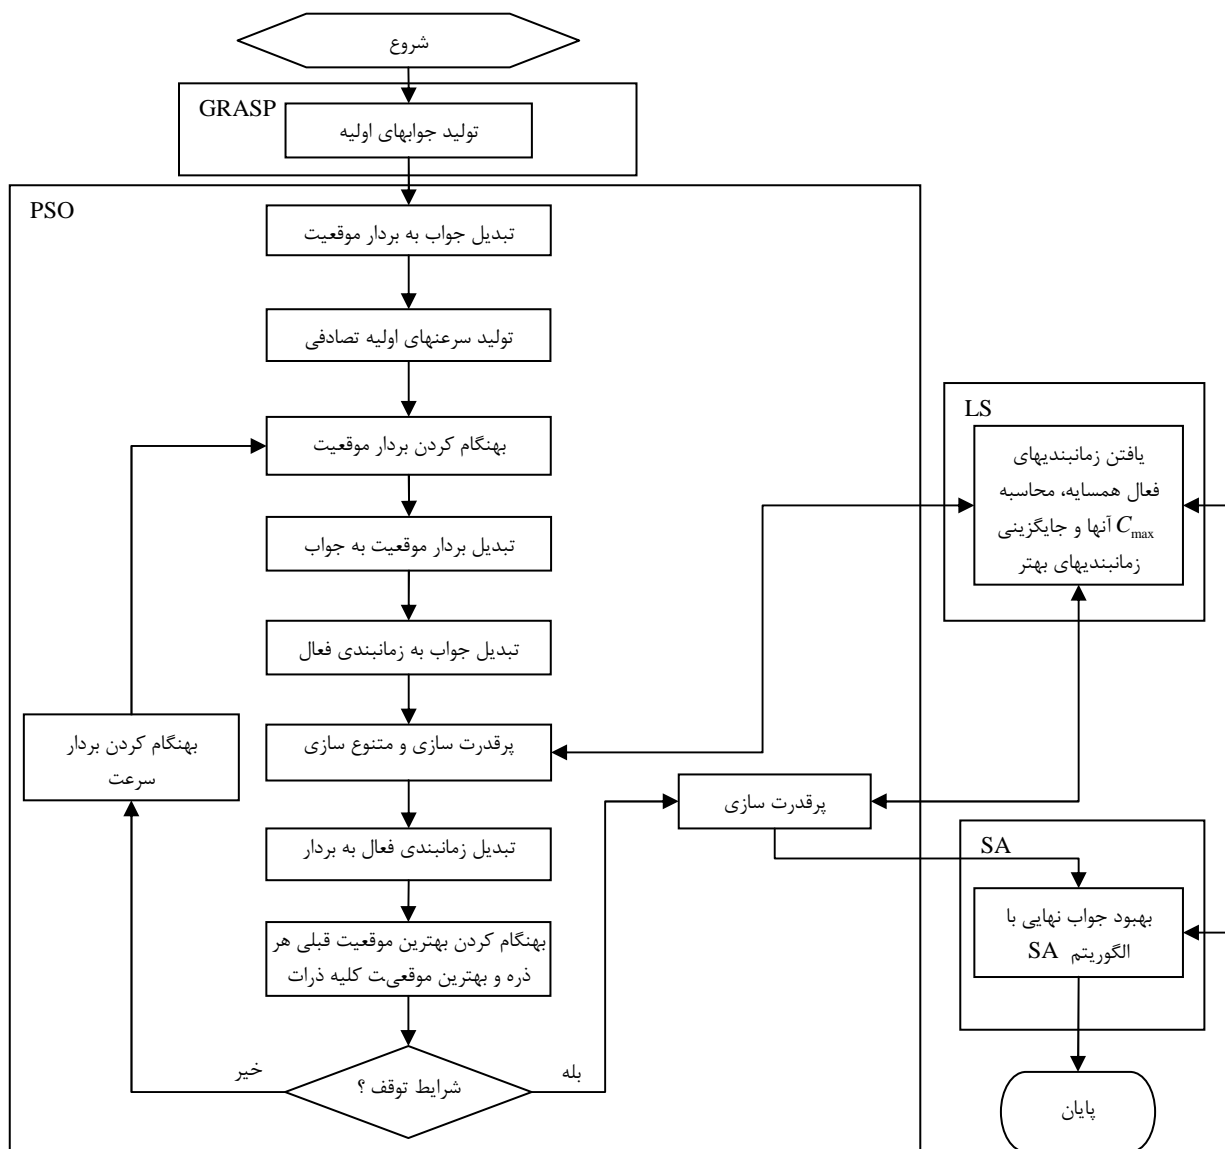 شروع
GRASP
تولید جوابهای اولیه
PSO
تبدیل جواب به بردار موقعیت
تولید سرعنهای اولیه تصادفی
بهنگام کردن بردار موقعیت
تبدیل بردار موقعیت به جواب
تبدیل جواب به زمانبندی فعال
پرقدرت سازی و متنوع سازی
تبدیل زمانبندی فعال به بردار
بهنگام کردن بهترین موقعیت قبلی هر
ذره و بهترین موقعیت کلیه ذرات
شرایط توقف ؟
خیر
بله
بهنگام کردن بردار
سرعت
پرقدرت سازی
LS
یافتن زمانبندیهای
فعال همسایه، محاسبه
C_max آنها و جایگزینی
زمانبندیهای بهتر
SA
بهبود جواب نهایی با
الگوریتم SA
پایان